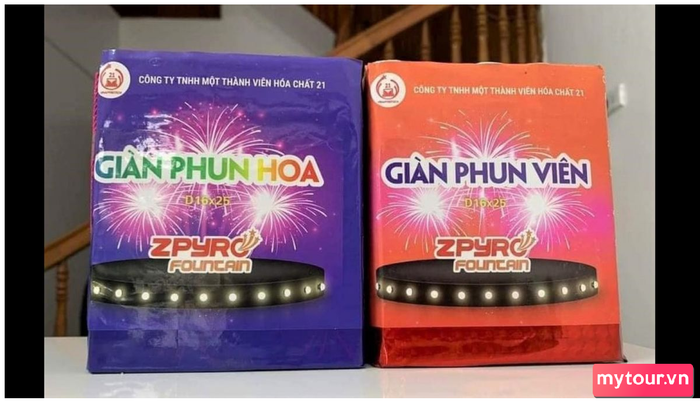 CÔNG TY TNHH MỘT THÀNH VIÊN HÓA CHẤT 21
GIÀN PHUN HOA
D16x25
ZPYRO
FOUNTAIN
CÔNG TY TNHH MỘT THÀNH VIÊN HÓA CHẤT 21
GIÀN PHUN VIÊN
D16x25
ZPYRO
FOUNTAIN
mytour.vn